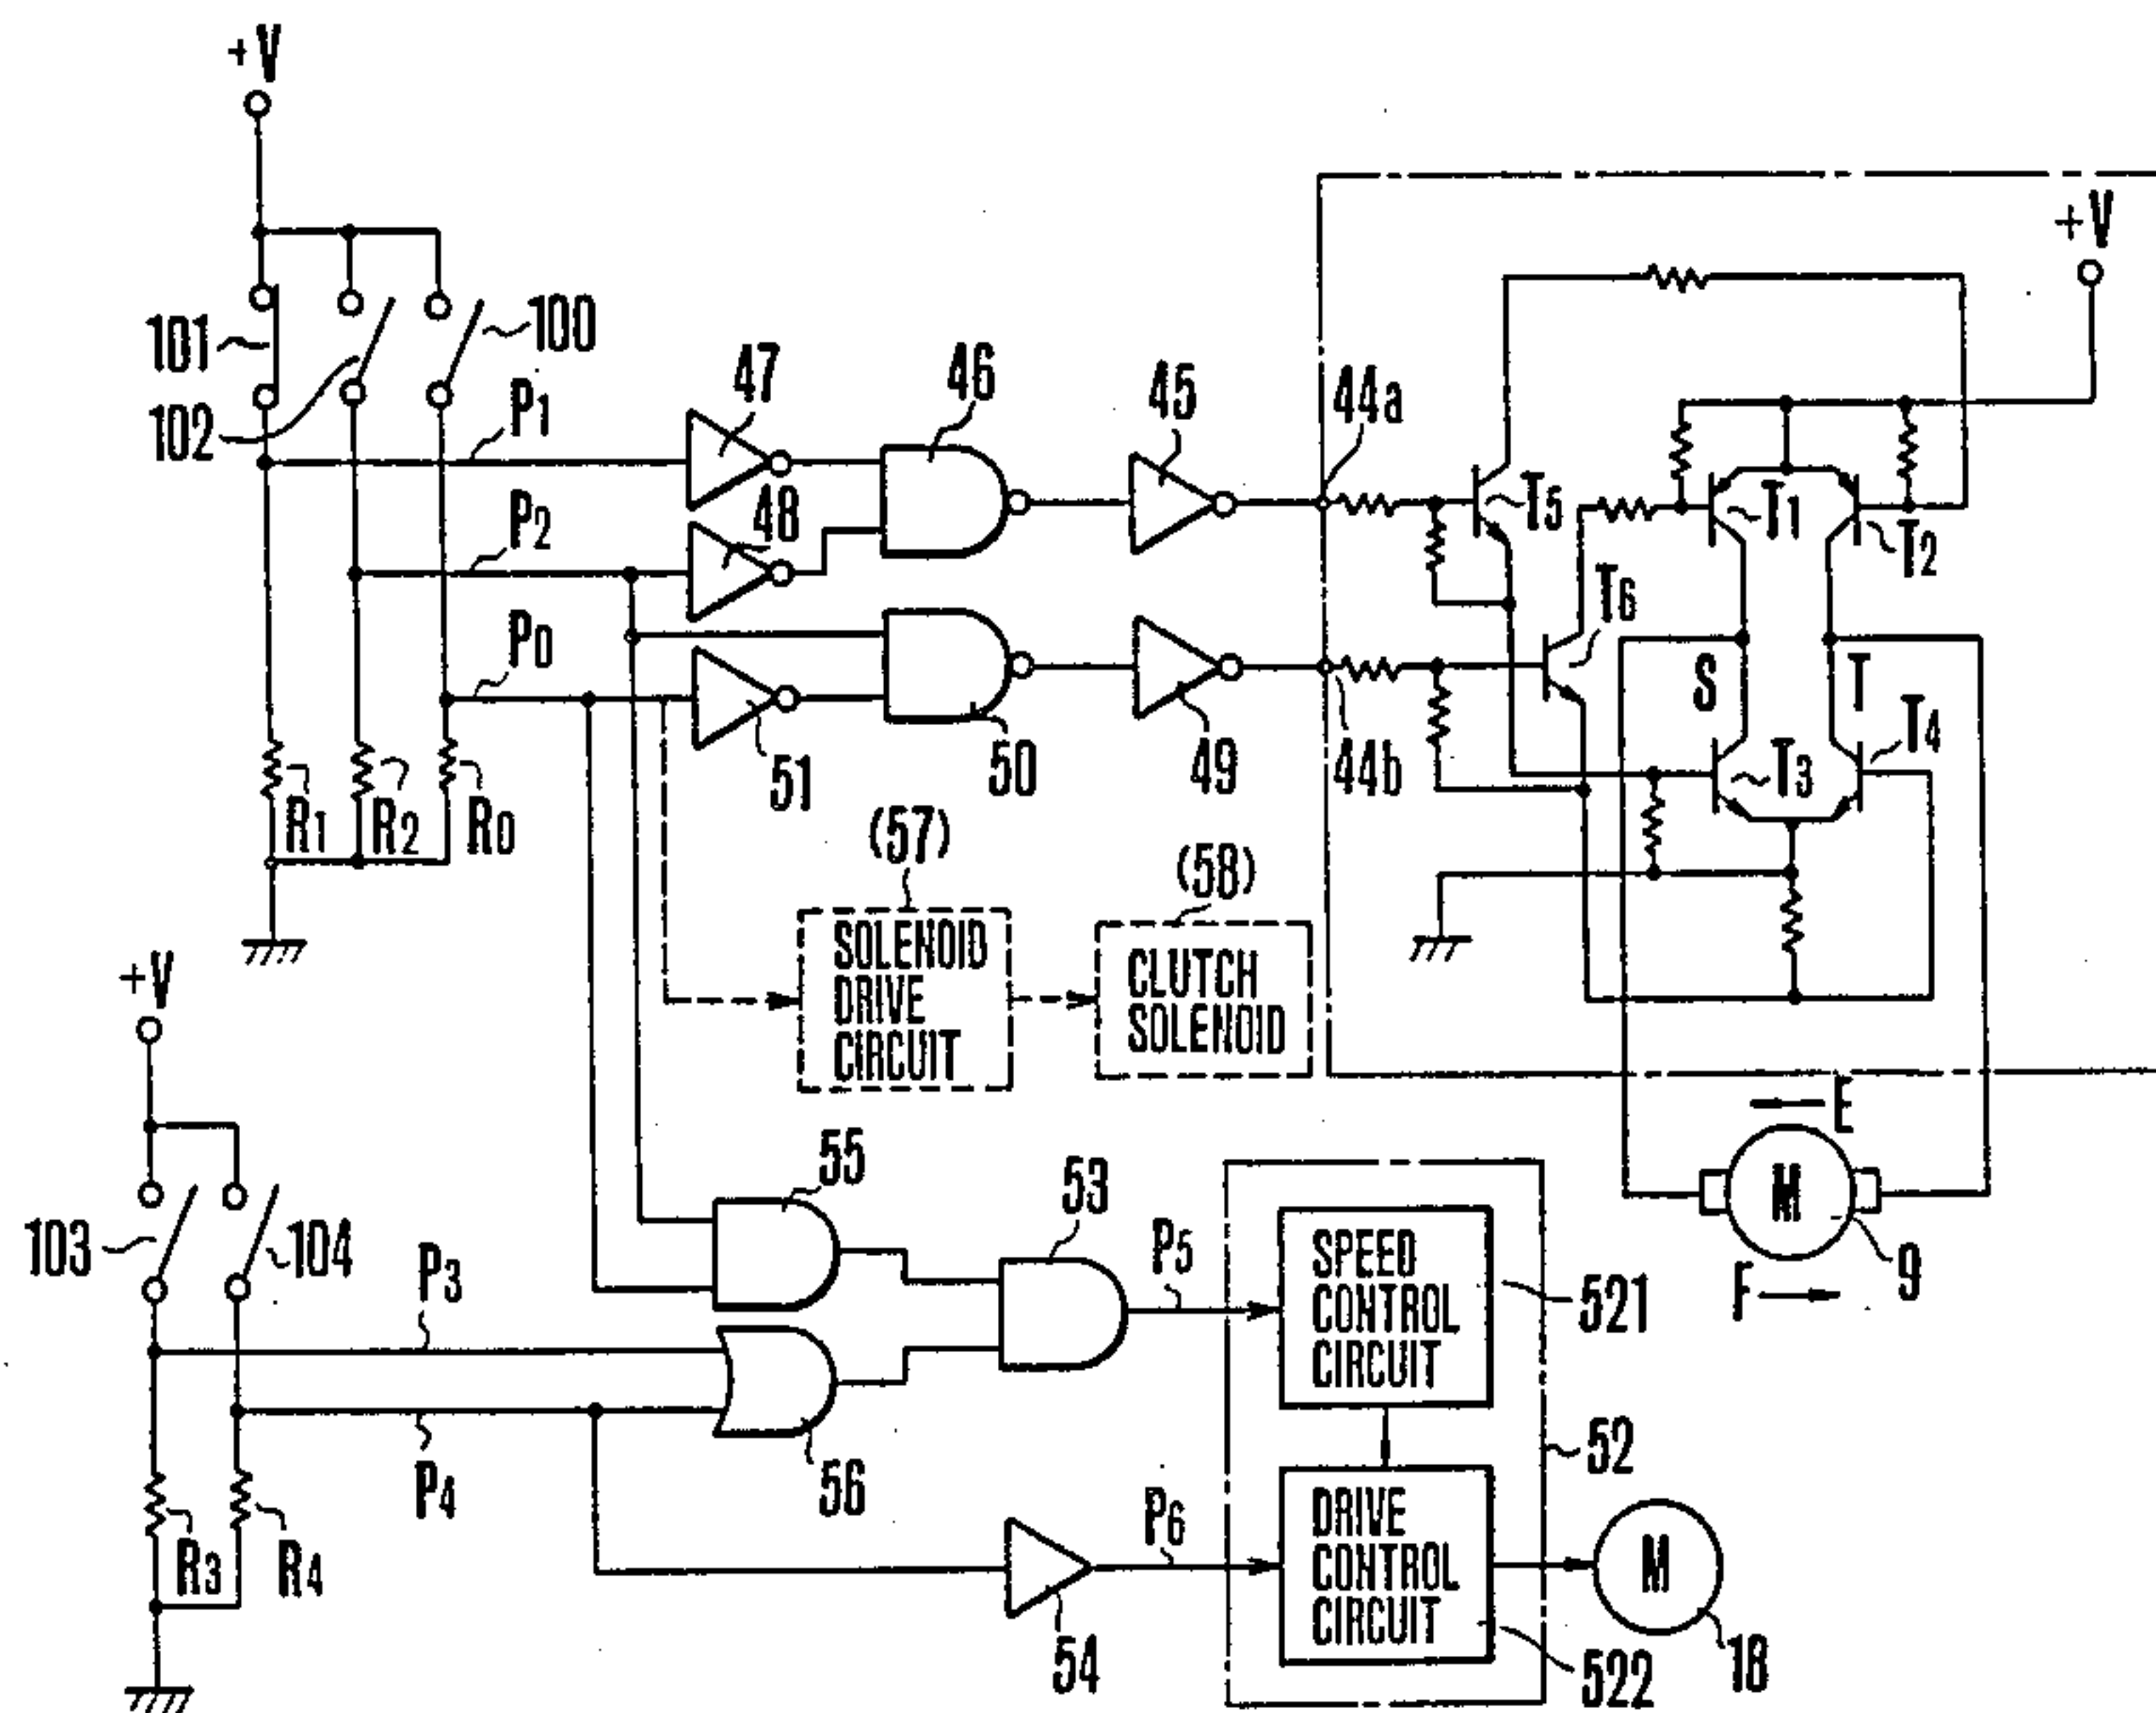 +V
+V
101
100
102
P1
47
46
45
44a
T5
T1
T2
48
P2
T6
P0
S
T
51
50
49
44b
T3
T4
R1
R2
R0
(57)
(58)
SOLENOID
DRIVE
CIRCUIT
CLUTCH
SOLENOID
+V
E
M
9
F
55
53
103
104
P3
P5
SPEED
CONTROL
CIRCUIT
521
52
P4
56
P6
DRIVE
CONTROL
CIRCUIT
522
M
18
R3
R4
54